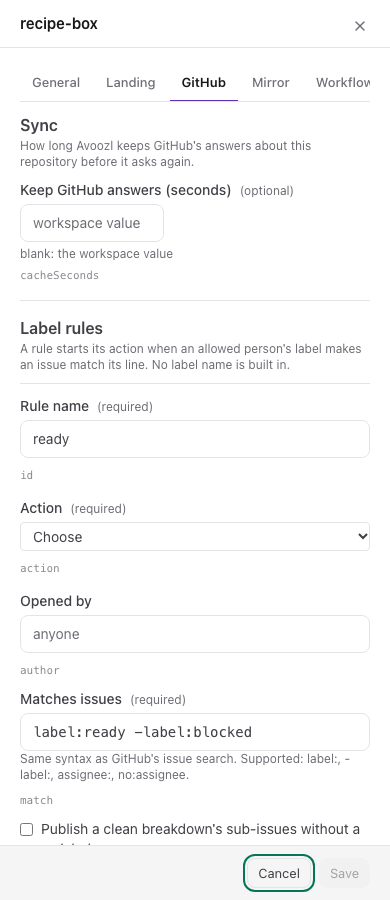 recipe-box
General
Landing
GitHub
Mirror
Workflow
Sync
How long Avoozl keeps GitHub's answers about this
repository before it asks again.
Keep GitHub answers (seconds) (optional)
workspace value
blank: the workspace value
cacheSeconds
Label rules
A rule starts its action when an allowed person's label makes
an issue match its line. No label name is built in.
Rule name (required)
ready
id
Action (required)
Choose
action
Opened by
anyone
author
Matches issues (required)
label:ready -label:blocked
Same syntax as GitHub's issue search. Supported: label:, -
label:, assignee:, no:assignee.
match
Publish a clean breakdown's sub-issues without a
Cancel
Save